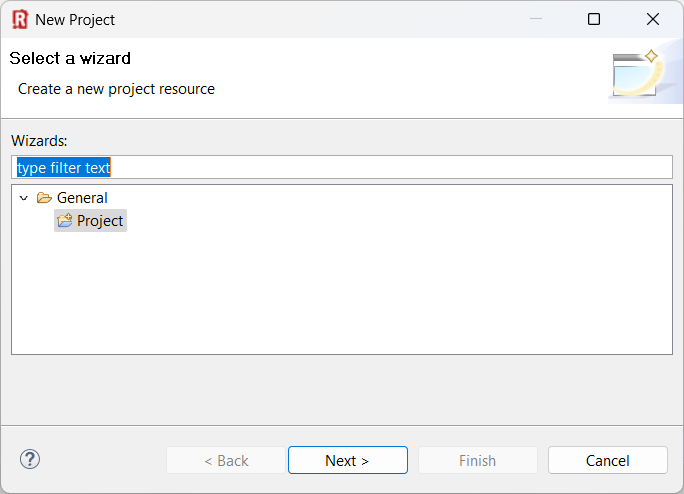 New Project
Select a wizard
Create a new project resource
Wizards:
type filter text
General
Project
< Back
Next >
Finish
Cancel